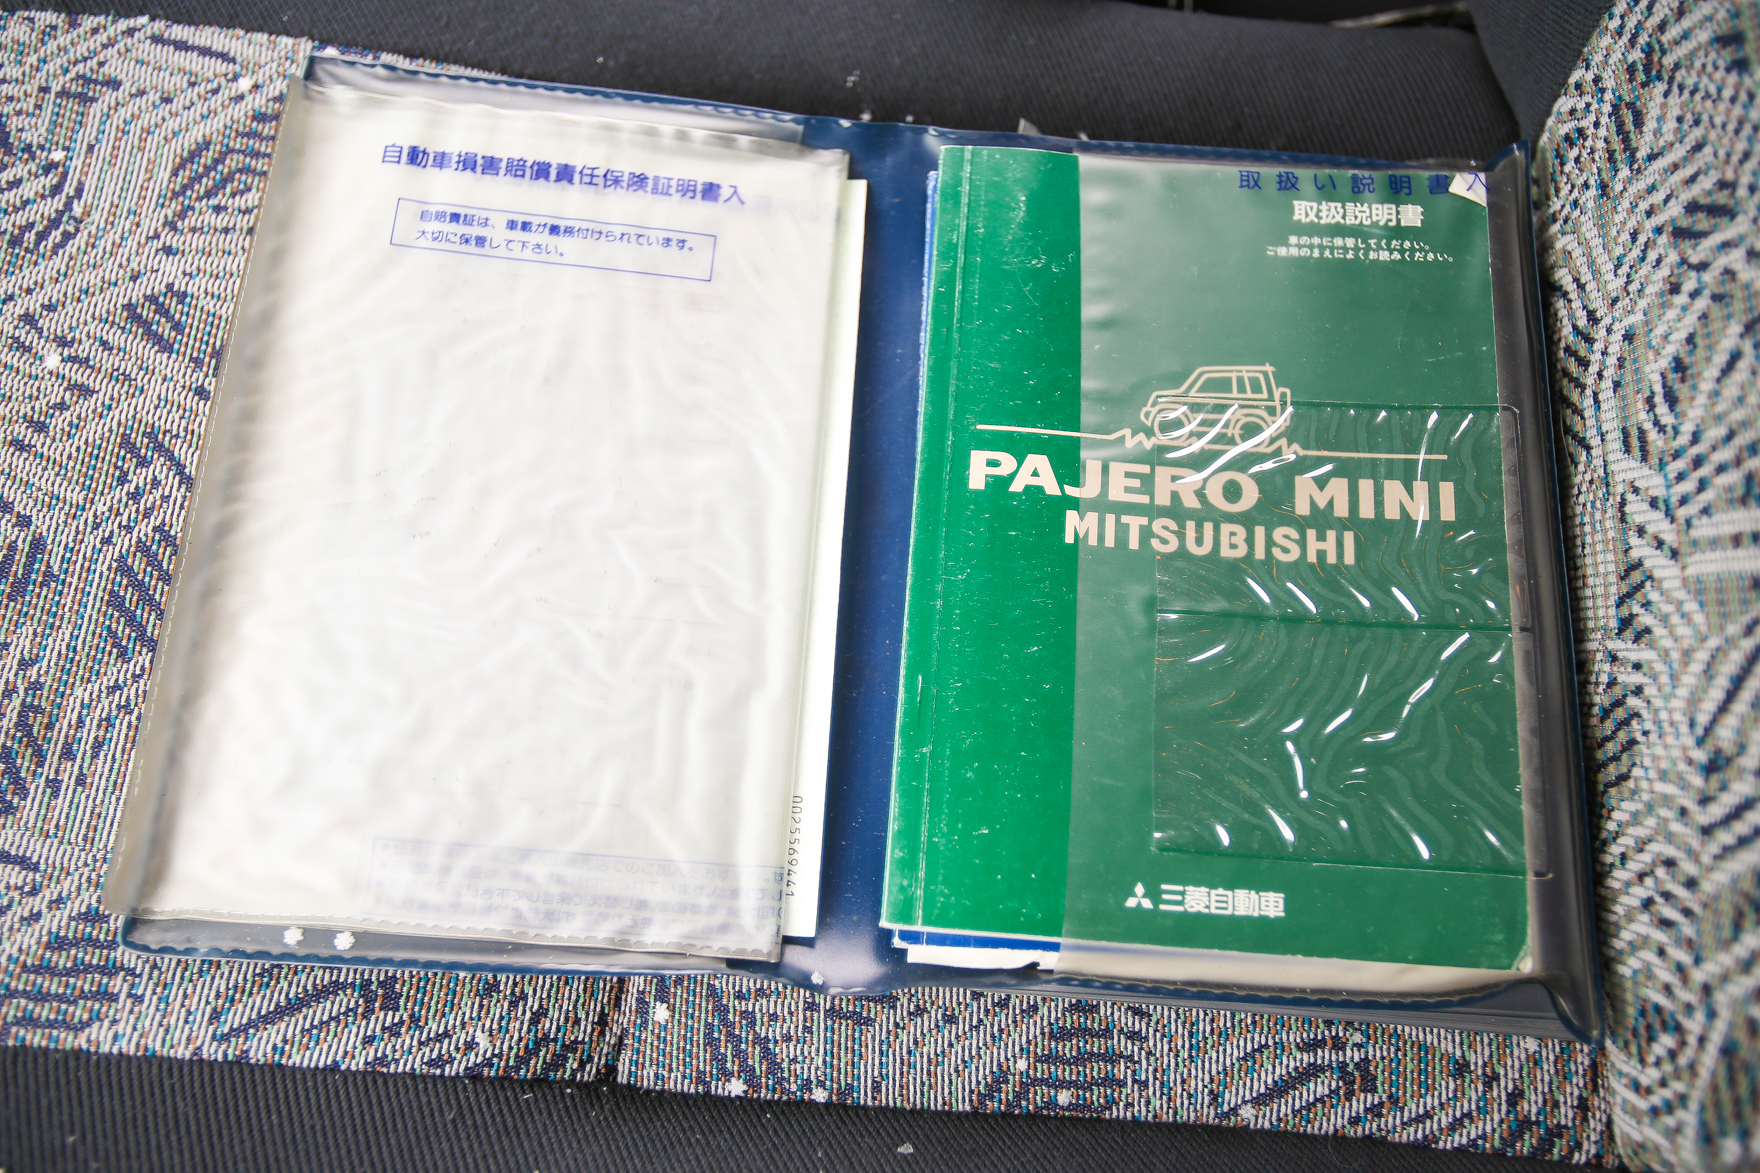 自動車損害賠償責任保険証明書入
自賠責証は、車載が義務付けられています。
大切に保管して下さい。
0025569441
取扱い説明書入
取扱説明書
車の中に保管してください。
ご使用のまえによくお読みください。
PAJERO MINI
MITSUBISHI
三菱自動車